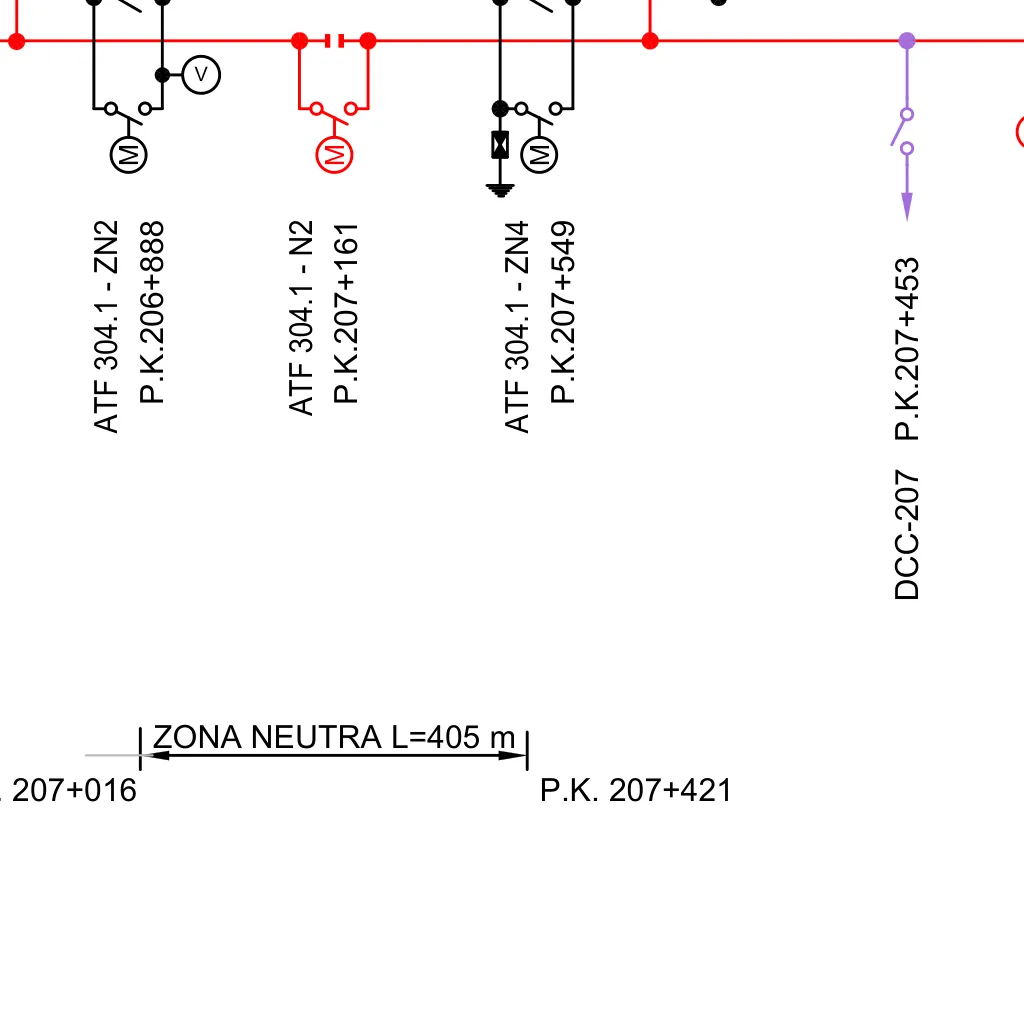 V
M
M
M
ATF 304.1 - ZN2
P.K.206+888
ATF 304.1 - N2
P.K.207+161
ATF 304.1 - ZN4
P.K.207+549
DCC-207 P.K.207+453
ZONA NEUTRA L=405 m
. 207+016
P.K. 207+421